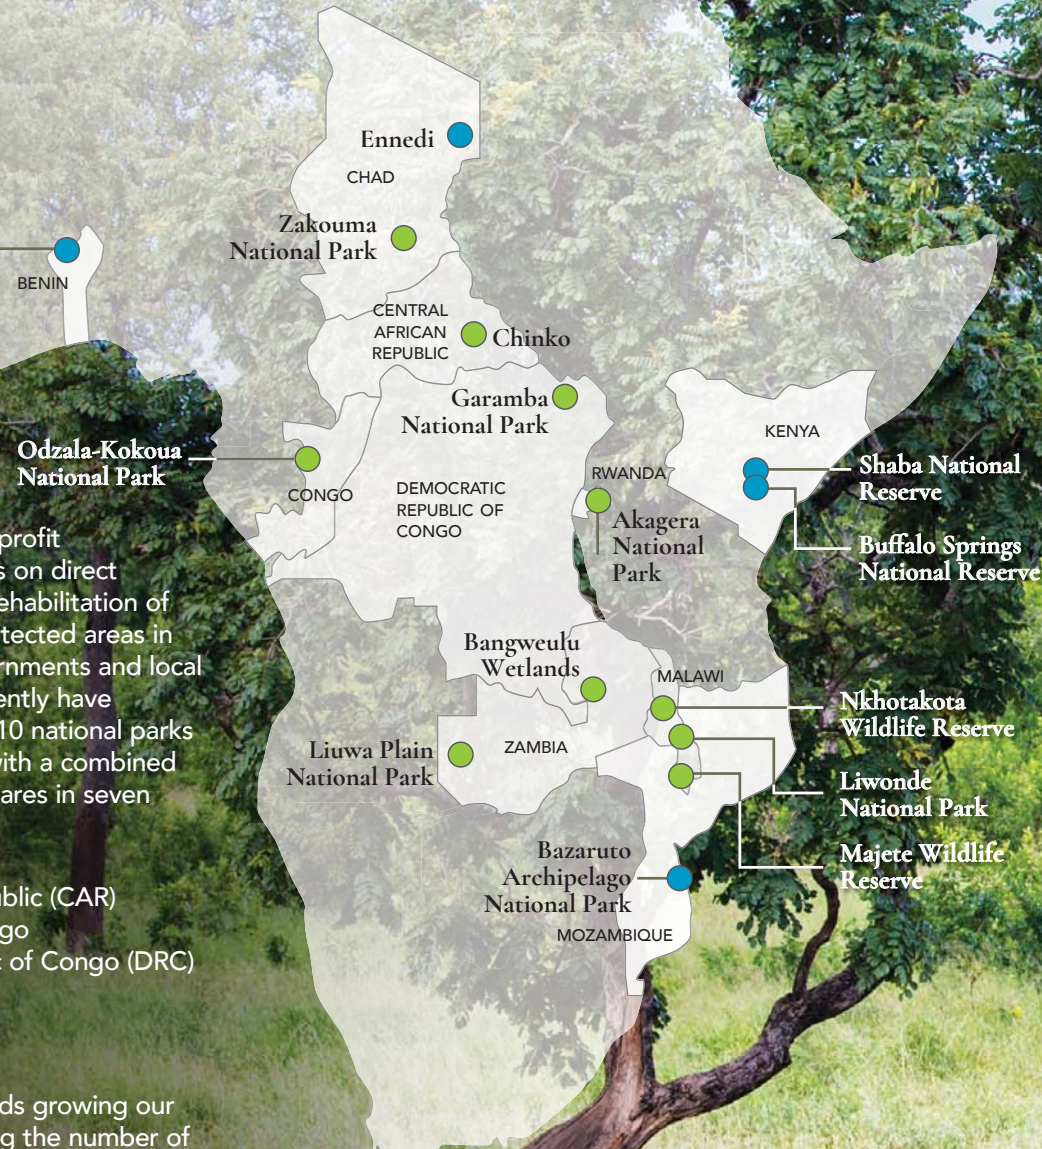 Ennedi
CHAD
Zakouma
National Park
BENIN
CENTRAL
AFRICAN
REPUBLIC
Chinko
Garamba
National Park
KENYA
Odzala-Kokoua
National Park
CONGO
DEMOCRATIC
REPUBLIC OF
CONGO
RWANDA
Akagera
National
Park
Shaba National
Reserve
Buffalo Springs
National Reserve
profit
s on direct
ehabilitation of
tected areas in
ernments and local
ently have
10 national parks
with a combined
ares in seven
Bangweulu
Wetlands
MALAWI
Nkhotakota
Wildlife Reserve
Liuwa Plain
National Park
ZAMBIA
Liwonde
National Park
Majete Wildlife
Reserve
Bazaruto
Archipelago
National Park
MOZAMBIQUE
ublic (CAR)
go
c of Congo (DRC)
ds growing our
g the number of